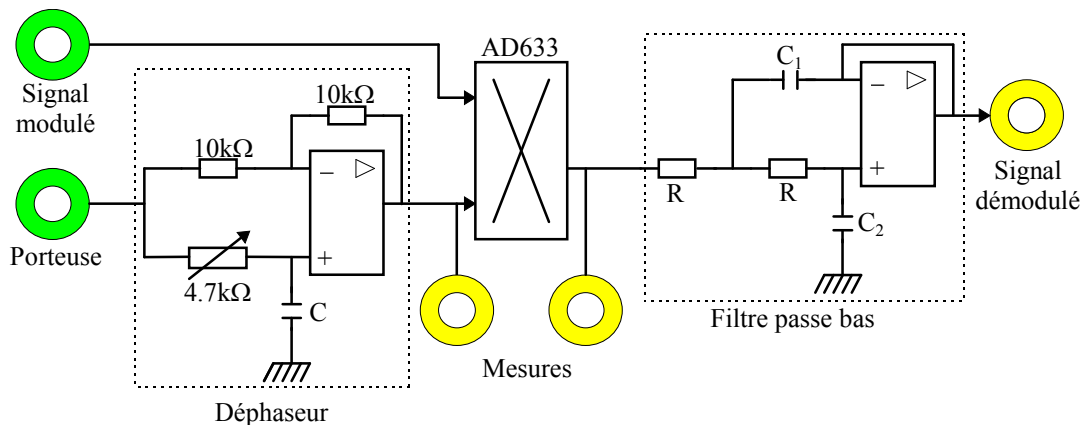 AD633
C₁
Signal
modulé
10kΩ
10kΩ
−
▷
−
▷
+
R
R
Signal
démodulé
C₂
Porteuse
+
4.7kΩ
C
Mesures
Filtre passe bas
Déphaseur